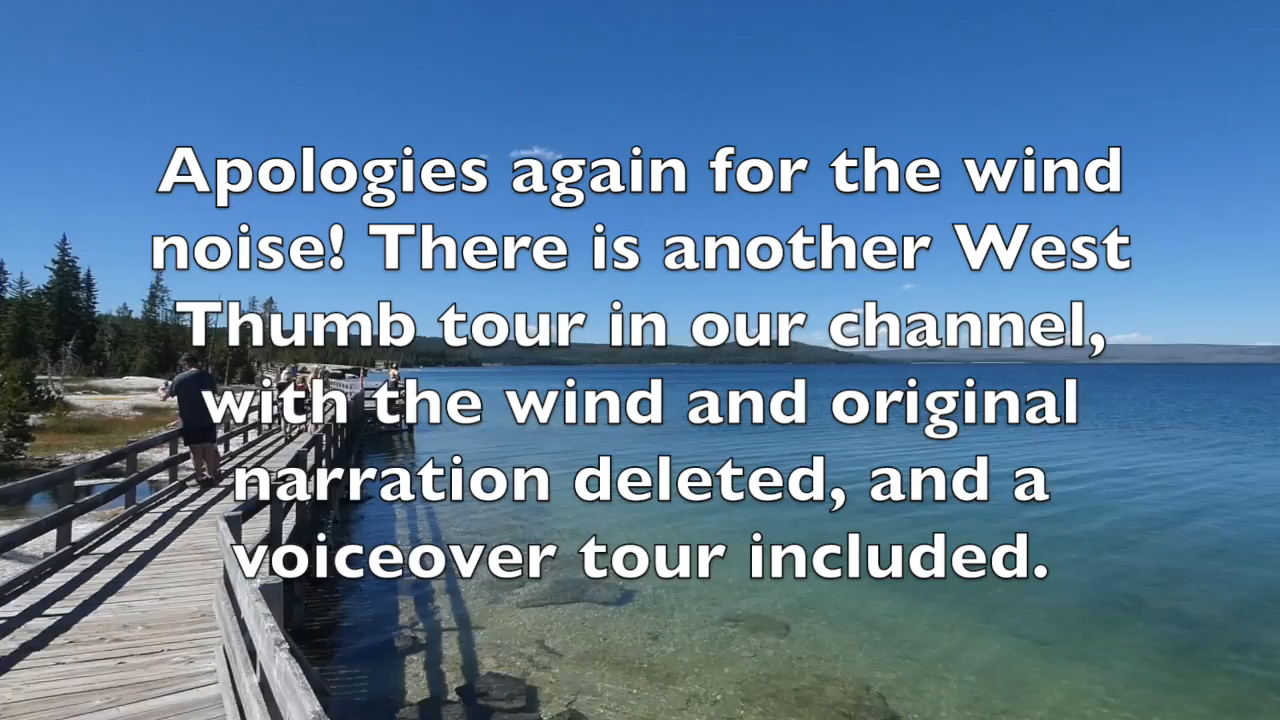 Apologies again for the wind
noise! There is another West
Thumb tour in our channel,
with the wind and original
narration deleted, and a
voiceover tour included.